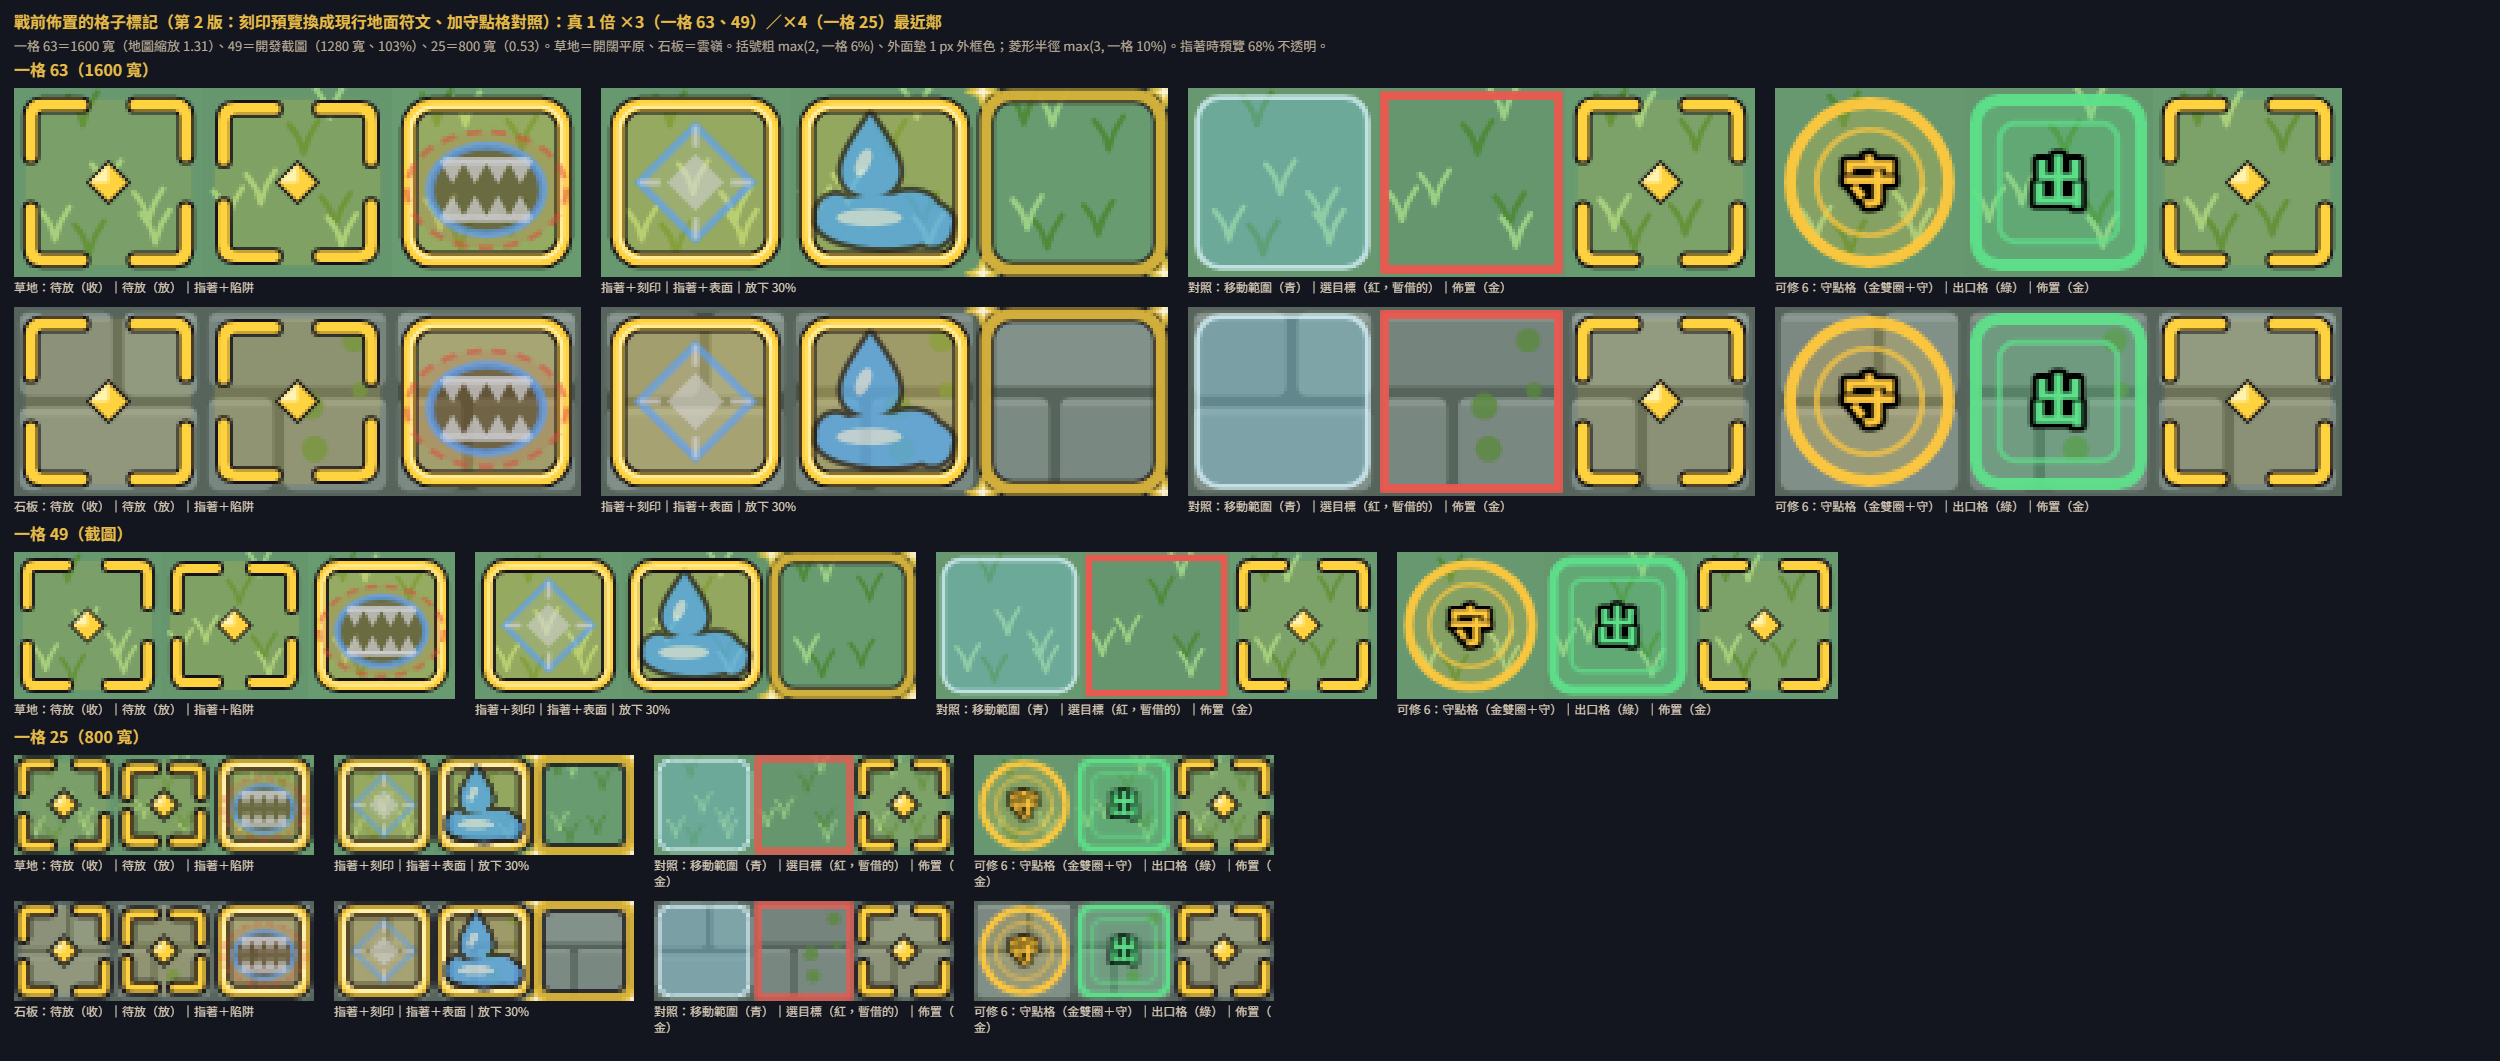 戰前佈置的格子標記（第 2 版：刻印預覽換成現行地面符文、加守點格對照）：真 1 倍 ×3（一格 63、49）／×4（一格 25）最近鄰
一格 63＝1600 寬（地圖縮放 1.31）、49＝開發截圖（1280 寬、103%）、25＝800 寬（0.53）。草地＝開闊平原、石板＝雲嶺。括號粗 max(2, 一格 6%)、外面墊 1 px 外框色；菱形半徑 max(3, 一格 10%)。指著時預覽 68% 不透明。
一格 63（1600 寬）
守 出
草地：待放（收）｜待放（放）｜指著＋陷阱
指著＋刻印｜指著＋表面｜放下 30%
對照：移動範圍（青）｜選目標（紅，暫借的）｜佈置（金）
可修 6：守點格（金雙圈＋守）｜出口格（綠）｜佈置（金）
守 出
石板：待放（收）｜待放（放）｜指著＋陷阱
指著＋刻印｜指著＋表面｜放下 30%
對照：移動範圍（青）｜選目標（紅，暫借的）｜佈置（金）
可修 6：守點格（金雙圈＋守）｜出口格（綠）｜佈置（金）
一格 49（截圖）
守 出
草地：待放（收）｜待放（放）｜指著＋陷阱
指著＋刻印｜指著＋表面｜放下 30%
對照：移動範圍（青）｜選目標（紅，暫借的）｜佈置（金）
可修 6：守點格（金雙圈＋守）｜出口格（綠）｜佈置（金）
一格 25（800 寬）
守 出
草地：待放（收）｜待放（放）｜指著＋陷阱
指著＋刻印｜指著＋表面｜放下 30%
對照：移動範圍（青）｜選目標（紅，暫借的）｜佈置（
金）
可修 6：守點格（金雙圈＋守）｜出口格（綠）｜佈置（
金）
守 出
石板：待放（收）｜待放（放）｜指著＋陷阱
指著＋刻印｜指著＋表面｜放下 30%
對照：移動範圍（青）｜選目標（紅，暫借的）｜佈置（
金）
可修 6：守點格（金雙圈＋守）｜出口格（綠）｜佈置（
金）